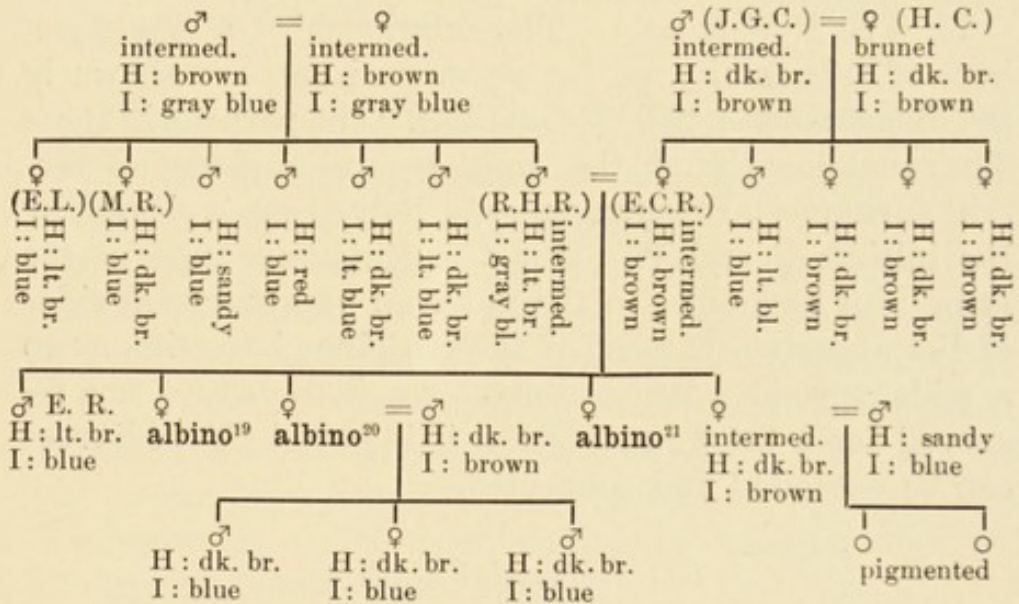 ♂ = ♀ ♂ (J.G.C.) = ♀ (H. C.)
intermed. intermed. intermed. brunet
H: brown H: brown H: dk. br. H: dk. br.
I: gray blue I: gray blue I: brown I: brown
♀ ♀ ♂ ♂ ♂ ♂ ♂ = ♀ ♂ ♀ ♀ ♀
(E.L.) (M.R.) (R.H.R.) (E.C.R.)
H: lt. br.
I: blue
H: dk. br.
I: blue
H: sandy
I: blue
H: red
I: blue
H: dk. br.
I: lt. blue
H: dk. br.
I: lt. blue
intermed.
H: lt. br.
I: gray bl.
intermed.
H: brown
I: brown
H: lt. bl.
I: blue
H: dk. br.
I: brown
H: dk. br.
I: brown
H: dk. br.
I: brown
♂ E. R. ♀ ♀ = ♂ ♀ ♀ = ♂
H: lt. br. albino¹⁹ albino²⁰ H: dk. br. albino²¹ intermed. H: sandy
I: blue I: brown H: dk. br. I: blue
I: brown
♂ ♀ ♂ ○ ○
H: dk. br. H: dk. br. H: dk. br. pigmented
I: blue I: blue I: blue